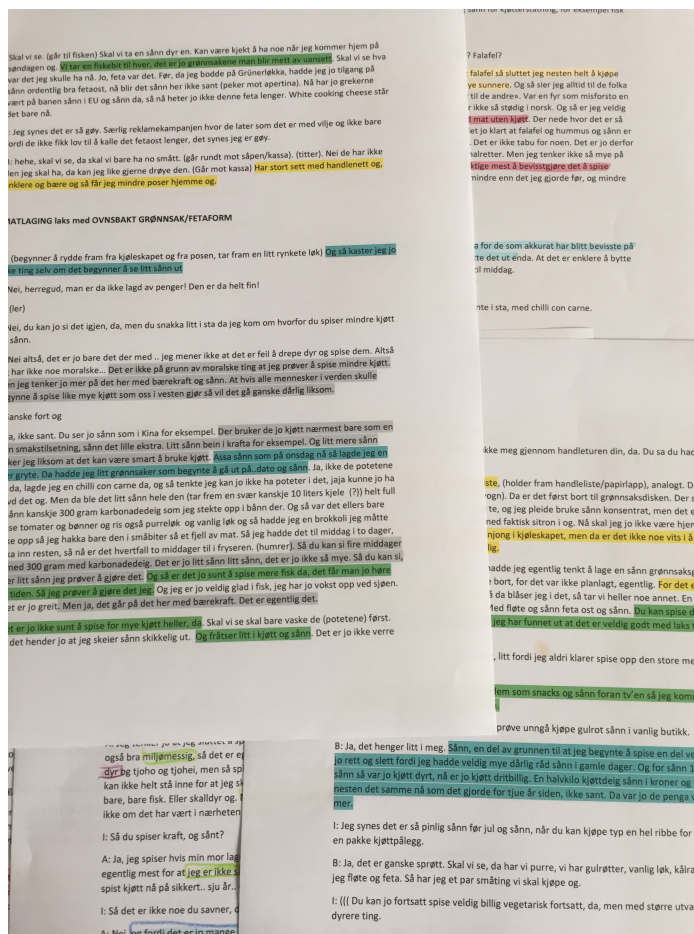 Skal vi se. (går til fisken) Skal vi ta en sånn dyr en. Kan være kjekt å ha noe når jeg kommer hjem på
søndagen og. Vi tar en fiskebit til hver, det er jo grønnsakene man blir mett av uansett. Skal vi se hva
var det jeg skulle ha nå. Jo, feta var det. Før, da jeg bodde på Grünerløkka, hadde jeg jo tilgang på
sånn ordentlig bra fetaost, nå blir det sånn her ikke sant (peker mot apertina). Nå har jo grekerne
vært på banen sånn i EU og sånn da, så nå heter jo ikke denne feta lenger. White cooking cheese står
det bare nå.
: Jeg synes det er så gøy. Særlig reklamekampanjen hvor de later som det er med vilje og ikke bare
fordi de ikke fikk lov til å kalle det fetaost lenger, det synes jeg er gøy.
: hehe, skal vi se, da skal vi bare ha no smått. (går rundt mot såpen/kassa). (titter). Nei de har ikke
en jeg skal ha, da kan jeg like gjerne drøye den. (Går mot kassa) Har stort sett med handlenett og,
enklere og bære og så får jeg mindre poser hjemme og.
MATLAGING laks med OVNSBAKT GRØNNSAK/FETAFORM
(begynner å rydde fram fra kjøleskapet og fra posen, tar fram en litt rynkete løk) Og så kaster jeg jo
ke ting selv om det begynner å se litt sånn ut
Nei, herregud, man er da ikke lagd av penger! Den er da helt fin!
(ler)
Nei, du kan jo si det igjen, da, men du snakka litt i sta da jeg kom om hvorfor du spiser mindre kjøtt
sånn.
Nei altså, det er jo bare det der med .. jeg mener ikke at det er feil å drepe dyr og spise dem. Altså
har ikke noe moralske... Det er ikke på grunn av moralske ting at jeg prøver å spise mindre kjøtt.
en jeg tenker jo mer på det her med bærekraft og sånn. At hvis alle mennesker i verden skulle
gynne å spise like mye kjøtt som oss i vesten gjør så vil det gå ganske dårlig liksom.
Ganske fort og
a, ikke sant. Du ser jo sånn som i Kina for eksempel. Der bruker de jo kjøtt nærmest bare som en
smakstilsetning, sånn det lille ekstra. Litt sånn bein i krafta for eksempel. Og litt mere sånn
ker jeg liksom at det kan være smart å bruke kjøtt. Assa sånn som på onsdag nå så lagde jeg en
gryte. Da hadde jeg litt grønnsaker som begynte å gå ut på..dato og sånn. Ja, ikke de potetene
da, lagde jeg en chilli con carne da, og så tenkte jeg kan jo ikke ha poteter i det, jaja kunne jo ha
vd det og. Men da ble det litt sånn hele den (tar frem en svær kanskje 10 liters kjele (?)) helt full
ånn kanskje 300 gram karbonadedeig som jeg stekte opp i bånn der. Og så var det ellers bare
se tomater og bønner og ris også purreløk og vanlig løk og så hadde jeg en brokkoli jeg måtte
ke opp så jeg hakka bare den i småbiter så et fjell av mat. Så jeg hadde det til middag i to dager,
ka inn resten, så nå er det hvertfall to middager til i fryseren. (humrer). Så du kan si fire middager
med 300 gram med karbonadedeig. Det er jo litt sånn litt sånn, det er jo ikke så mye. Så du kan si,
er litt sånn jeg prøver å gjøre det. Og så er det jo sunt å spise mere fisk da, det får man jo høre
tiden. Så jeg prøver å gjøre det jeg. Og jeg er jo veldig glad i fisk, jeg har jo vokst opp ved sjøen.
et er jo greit. Men ja, det går på det her med bærekraft. Det er egentlig det.
et er jo ikke sunt å spise for mye kjøtt heller, da. Skal vi se skal bare vaske de (potetene) først.
det hender jo at jeg skeier sånn skikkelig ut. Og fråtser litt i kjøtt og sånn. Det er jo ikke verre
? Falafel?
falafel så sluttet jeg nesten helt å kjøpe
ye sunnere. Og så sier jeg alltid til de folka
til de andre». Var en fyr som misforsto en
r ikke så stødig i norsk. Og så er jeg veldig
mat uten kjøtt. Der nede hvor det er så
let jo klart at falafel og hummus og sånn er
. Det er ikke tabu for noen. Det er jo derfor
nalretter. Men jeg tenker ikke så mye på
ktige mest å bevisstgjøre det å spise
mindre enn det jeg gjorde før, og mindre
a for de som akkurat har blitt bevisste på
te det ut enda. At det er enklere å bytte
il middag.
nte i sta, med chilli con carne.
kke meg gjennom handleturen din, da. Du sa du had
ste, (holder fram handleliste/papirlapp), analogt. D
ogn). Da er det først bort til grønnsaksdisken. Der s
te, og jeg pleide bruke sånn konsentrat, men det e
ned faktisk sitron i og. Nå skal jeg jo ikke være hjen
njong i kjøleskapet, men da er det ikke noe vits i å
lig.
hadde jeg egentlig tenkt å lage en sånn grønnsaksg
bort, for det var ikke planlagt, egentlig. For det e
å da blåser jeg i det, så tar vi heller noe annet. En
Med fløte og sånn feta ost og sånn. Du kan spise d
jeg har funnet ut at det er veldig godt med laks t
, litt fordi jeg aldri klarer spise opp den store me
lem som snacks og sånn foran tv'en så jeg kom
prøve unngå kjøpe gulrot sånn i vanlig butikk.
også bra miljømessig, så det er eg
dyr og tjoho og tjohei, men så sp
kan ikke helt stå inne for at jeg sk
bare, bare fisk. Eller skalldyr og.
ikke om det har vært i nærheten
I: Så du spiser kraft, og sånt?
A: Ja, jeg spiser hvis min mor lag
egentlig mest for at jeg er ikke s
spist kjøtt nå på sikkert.. sju år..
I: Så det er ikke noe du savner, d
A: Nei, og fordi det er jo mange
B: Ja, det henger litt i meg. Sånn, en del av grunnen til at jeg begynte å spise en del ve
jo rett og slett fordi jeg hadde veldig mye dårlig råd sånn i gamle dager. Og for sånn 1
sånn så var jo kjøtt dyrt, nå er jo kjøtt dritbillig. En halvkilo kjøttdeig sånn i kroner og
nesten det samme nå som det gjorde for tjue år siden, ikke sant. Da var jo de penga v
mer.
I: Jeg synes det er så pinlig sånn før jul og sånn, når du kan kjøpe typ en hel ribbe for
en pakke kjøttpålegg.
B: Ja, det er ganske sprøtt. Skal vi se, da har vi purre, vi har gulrøtter, vanlig løk, kålra
jeg fløte og feta. Så har jeg et par småting vi skal kjøpe og.
I: ((( Du kan jo fortsatt spise veldig billig vegetarisk fortsatt, da, men med større utva
dyrere ting.